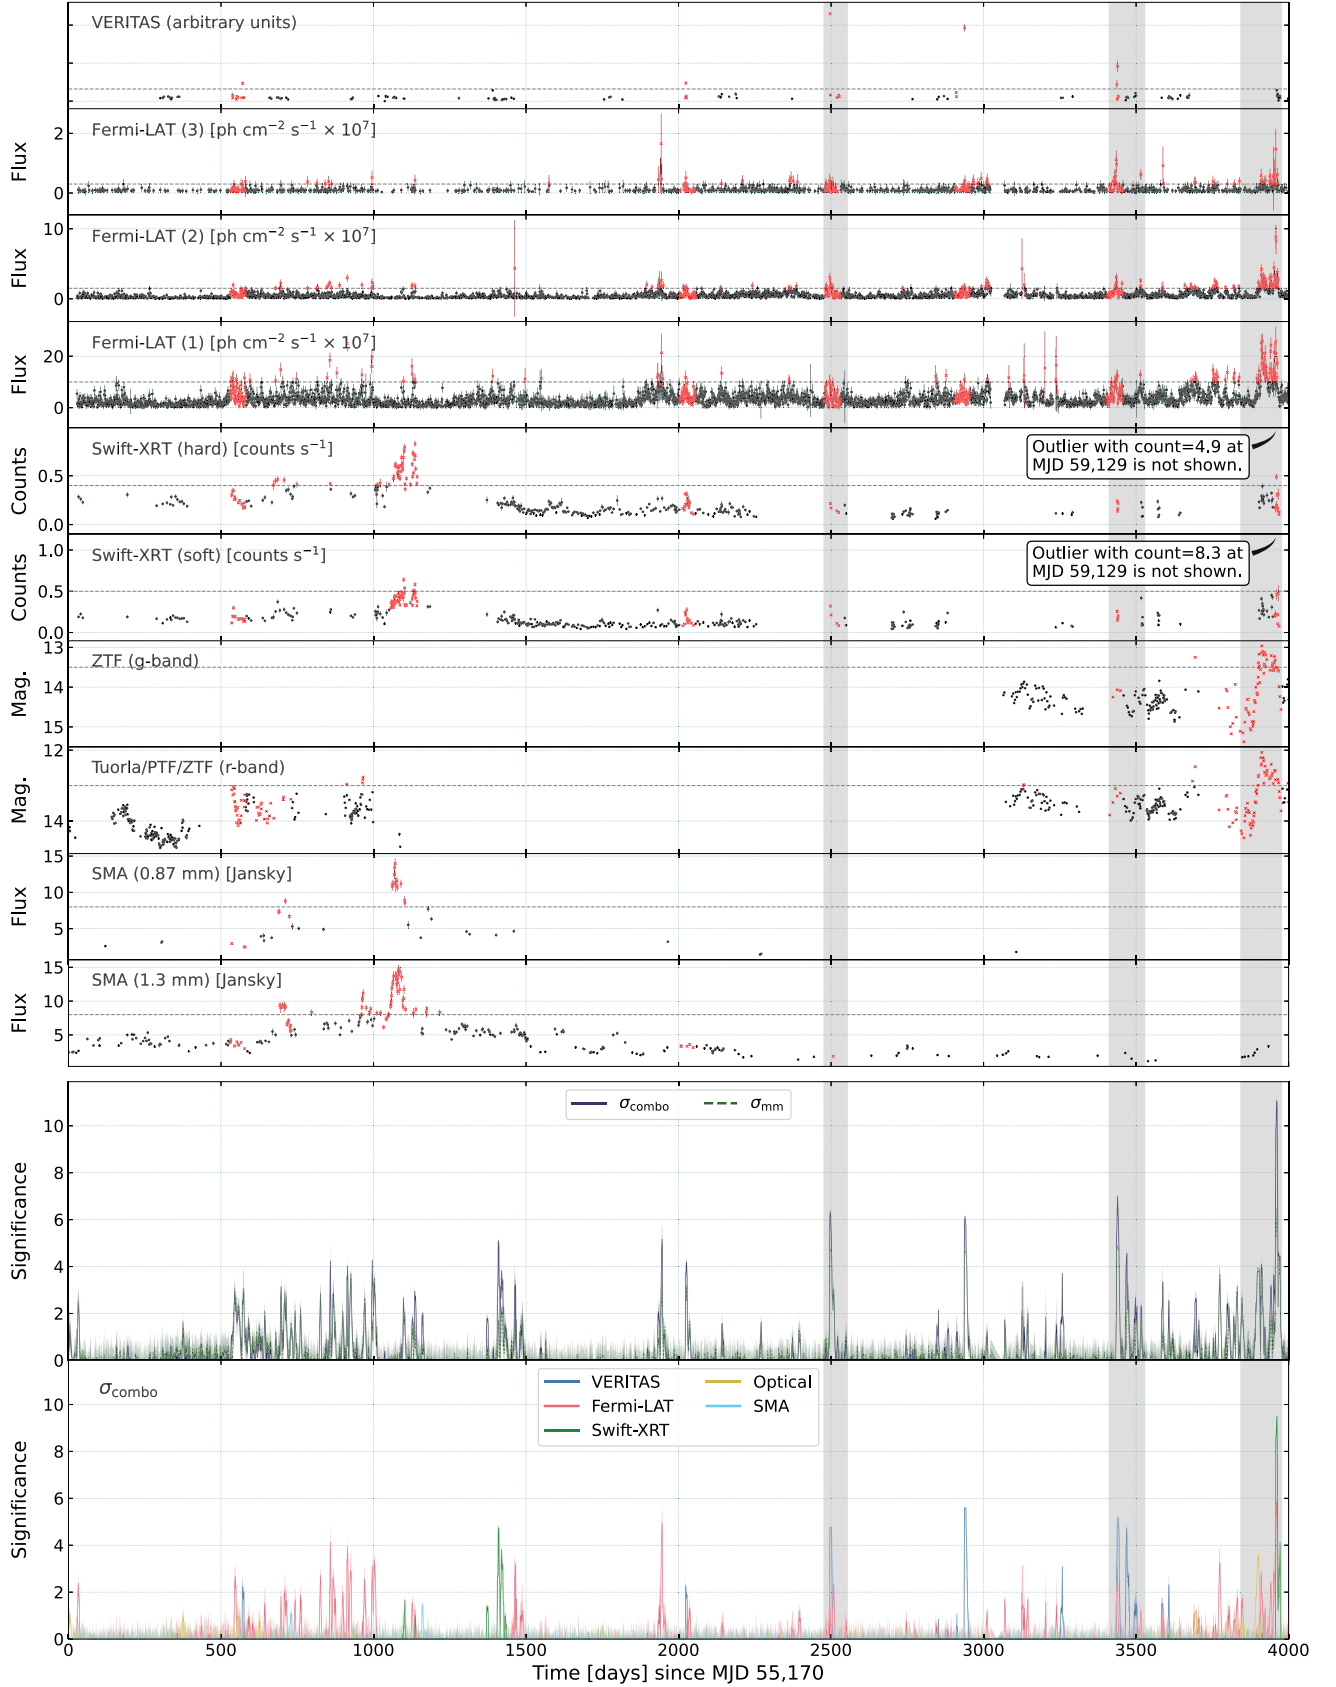 VERITAS (arbitrary units)
Flux
2
0
Fermi-LAT (3) [ph cm⁻² s⁻¹ × 10⁷]
Flux
10
0
Fermi-LAT (2) [ph cm⁻² s⁻¹ × 10⁷]
Flux
20
0
Fermi-LAT (1) [ph cm⁻² s⁻¹ × 10⁷]
Counts
0.5
0.0
Swift-XRT (hard) [counts s⁻¹]
Outlier with count=4.9 at
MJD 59,129 is not shown.
Counts
1.0
0.5
0.0
Swift-XRT (soft) [counts s⁻¹]
Outlier with count=8.3 at
MJD 59,129 is not shown.
Mag.
13
14
15
ZTF (g-band)
Mag.
12
14
Tuorla/PTF/ZTF (r-band)
Flux
15
10
5
SMA (0.87 mm) [Jansky]
Flux
15
10
5
SMA (1.3 mm) [Jansky]
Significance
10
8
6
4
2
0
σcombo
σmm
Significance
10
8
6
4
2
0
σcombo
VERITAS
Fermi-LAT
Swift-XRT
Optical
SMA
0 500 1000 1500 2000 2500 3000 3500 4000
Time [days] since MJD 55,170